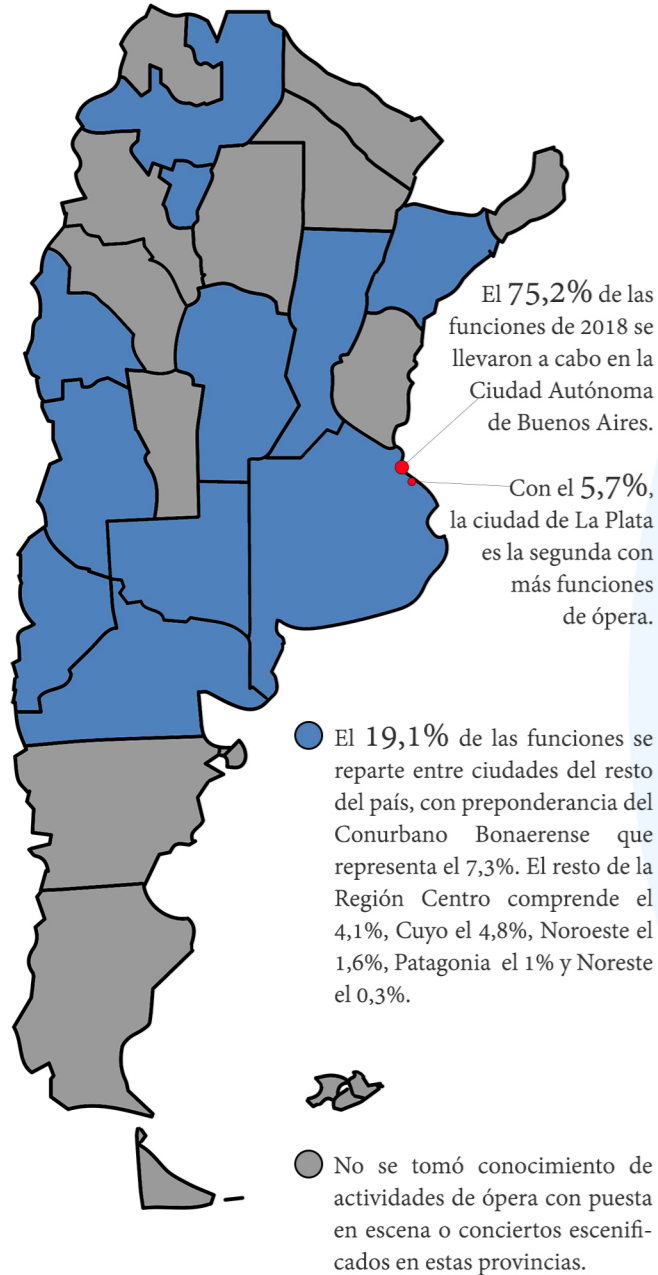 El 75,2% de las
funciones de 2018 se
llevaron a cabo en la
Ciudad Autónoma
de Buenos Aires.
Con el 5,7%,
la ciudad de La Plata
es la segunda con
más funciones
de ópera.
El 19,1% de las funciones se
reparte entre ciudades del resto
del país, con preponderancia del
Conurbano Bonaerense que
representa el 7,3%. El resto de la
Región Centro comprende el
4,1%, Cuyo el 4,8%, Noroeste el
1,6%, Patagonia el 1% y Noreste
el 0,3%.
No se tomó conocimiento de
actividades de ópera con puesta
en escena o conciertos escenifi-
cados en estas provincias.